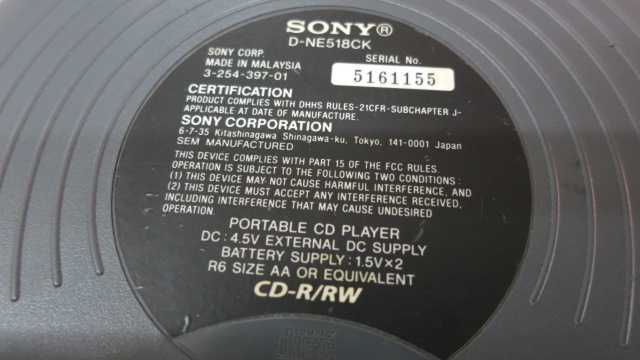 SONY®
D-NE518CK
SONY CORP.
MADE IN MALAYSIA
3-254-397-01
SERIAL No.
5161155
CERTIFICATION
PRODUCT COMPLIES WITH DHHS RULES-21CFR-SUBCHAPTER J-
APPLICABLE AT DATE OF MANUFACTURE.
SONY CORPORATION
6-7-35 Kitashinagawa Shinagawa-ku, Tokyo, 141-0001 Japan
SEM MANUFACTURED
THIS DEVICE COMPLIES WITH PART 15 OF THE FCC RULES.
OPERATION IS SUBJECT TO THE FOLLOWING TWO CONDITIONS :
(1) THIS DEVICE MAY NOT CAUSE HARMFUL INTERFERENCE, AND
(2) THIS DEVICE MUST ACCEPT ANY INTERFERENCE RECEIVED,
INCLUDING INTERFERENCE THAT MAY CAUSE UNDESIRED
OPERATION.
PORTABLE CD PLAYER
DC : 4.5V EXTERNAL DC SUPPLY
BATTERY SUPPLY : 1.5V×2
R6 SIZE AA OR EQUIVALENT
CD-R/RW
disc